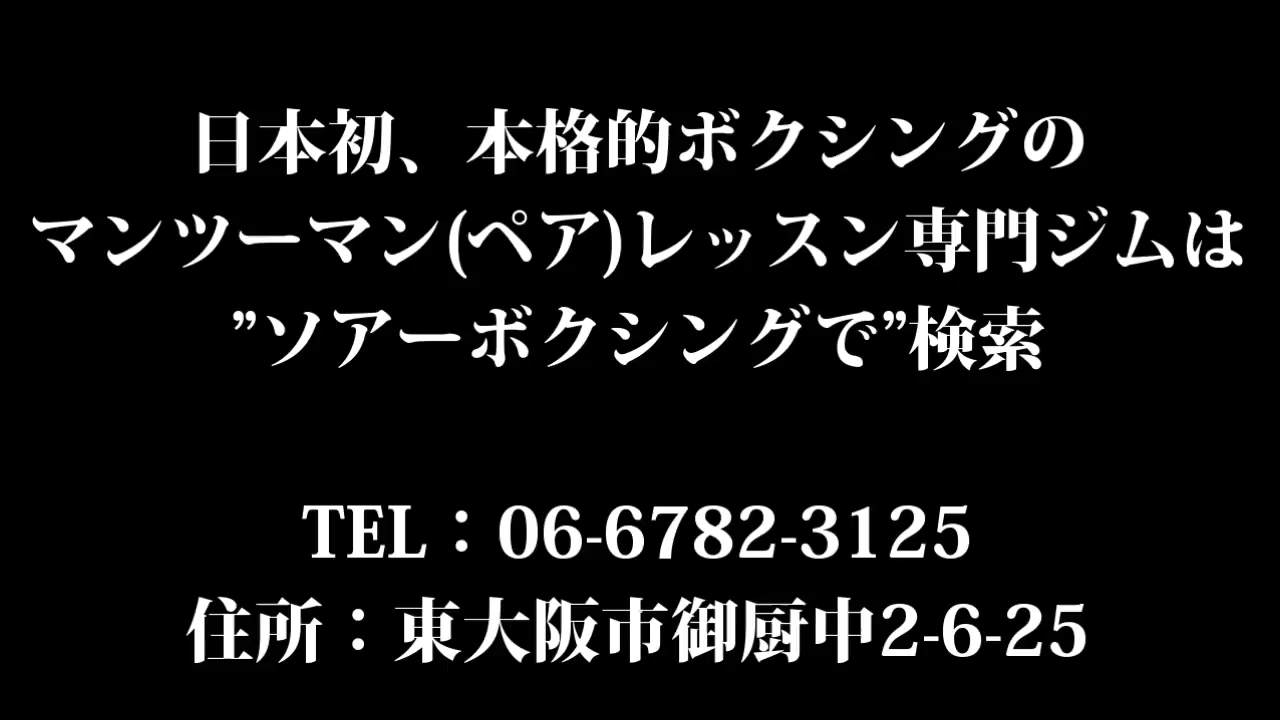 日本初、本格的ボクシングの
マンツーマン(ペア)レッスン専門ジムは
”ソアーボクシングで”検索
TEL：06-6782-3125
住所：東大阪市御厨中2-6-25